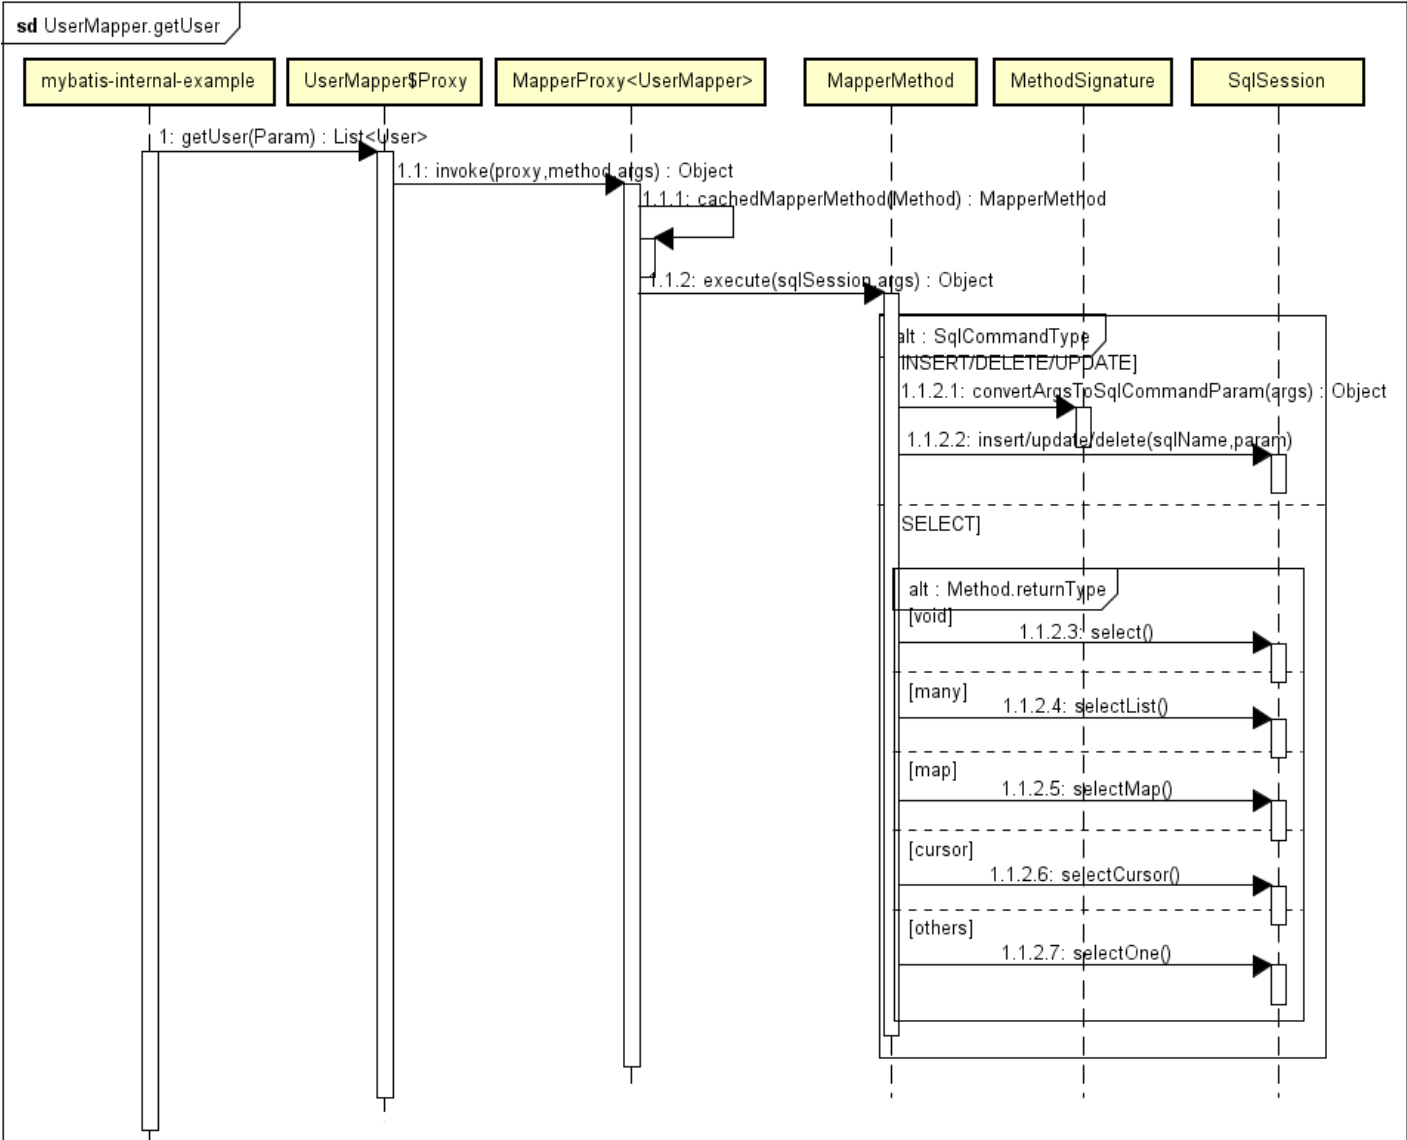 sd UserMapper.getUser
mybatis-internal-example
UserMapper$Proxy
MapperProxy<UserMapper>
MapperMethod
MethodSignature
SqlSession
1: getUser(Param) : List<User>
1.1: invoke(proxy,method,args) : Object
1.1.1: cachedMapperMethod(Method) : MapperMethod
1.1.2: execute(sqlSession,args) : Object
alt : SqlCommandType
INSERT/DELETE/UPDATE]
1.1.2.1: convertArgsToSqlCommandParam(args) : Object
1.1.2.2: insert/update/delete(sqlName,param)
SELECT]
alt : Method.returnType
[void]
1.1.2.3: select()
[many]
1.1.2.4: selectList()
[map]
1.1.2.5: selectMap()
[cursor]
1.1.2.6: selectCursor()
[others]
1.1.2.7: selectOne()